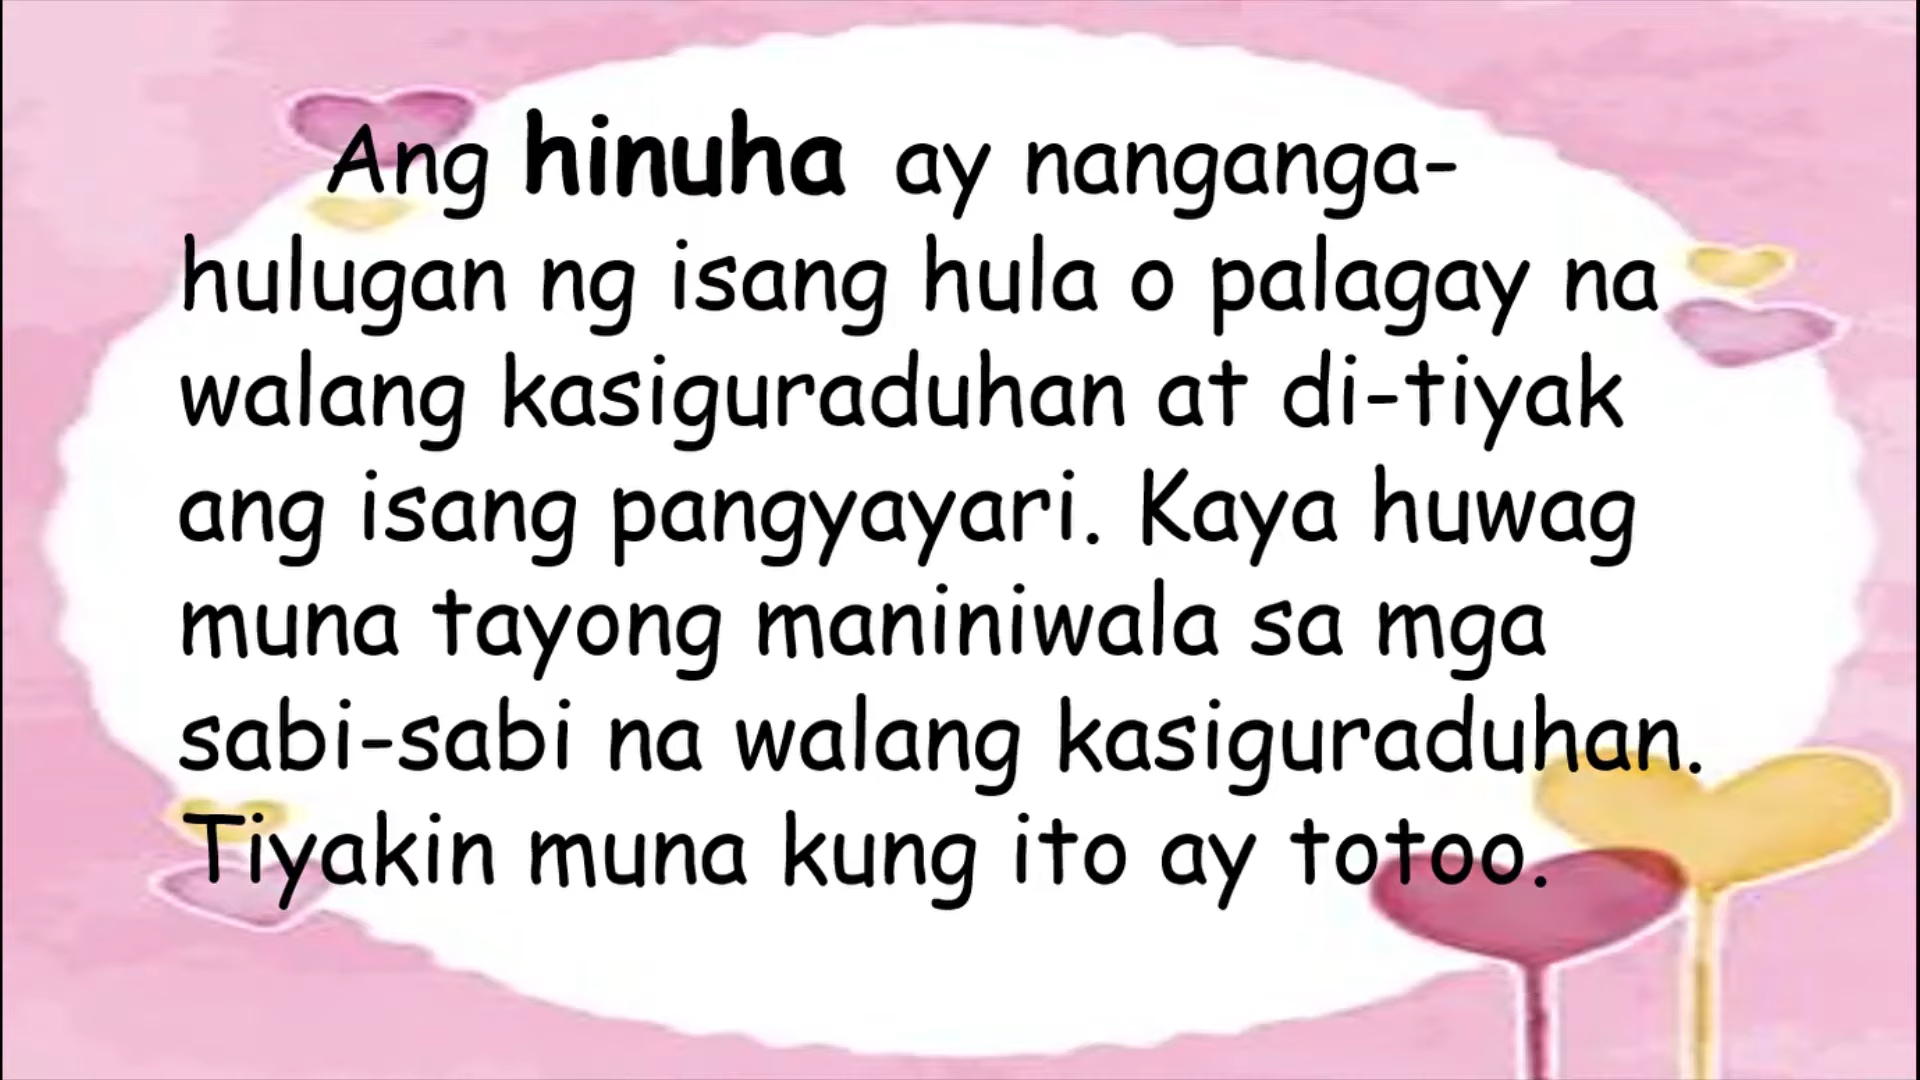 Ang hinuha ay nanganga-
hulugan ng isang hula o palagay na
walang kasiguraduhan at di-tiyak
ang isang pangyayari. Kaya huwag
muna tayong maniniwala sa mga
sabi-sabi na walang kasiguraduhan.
Tiyakin muna kung ito ay totoo.